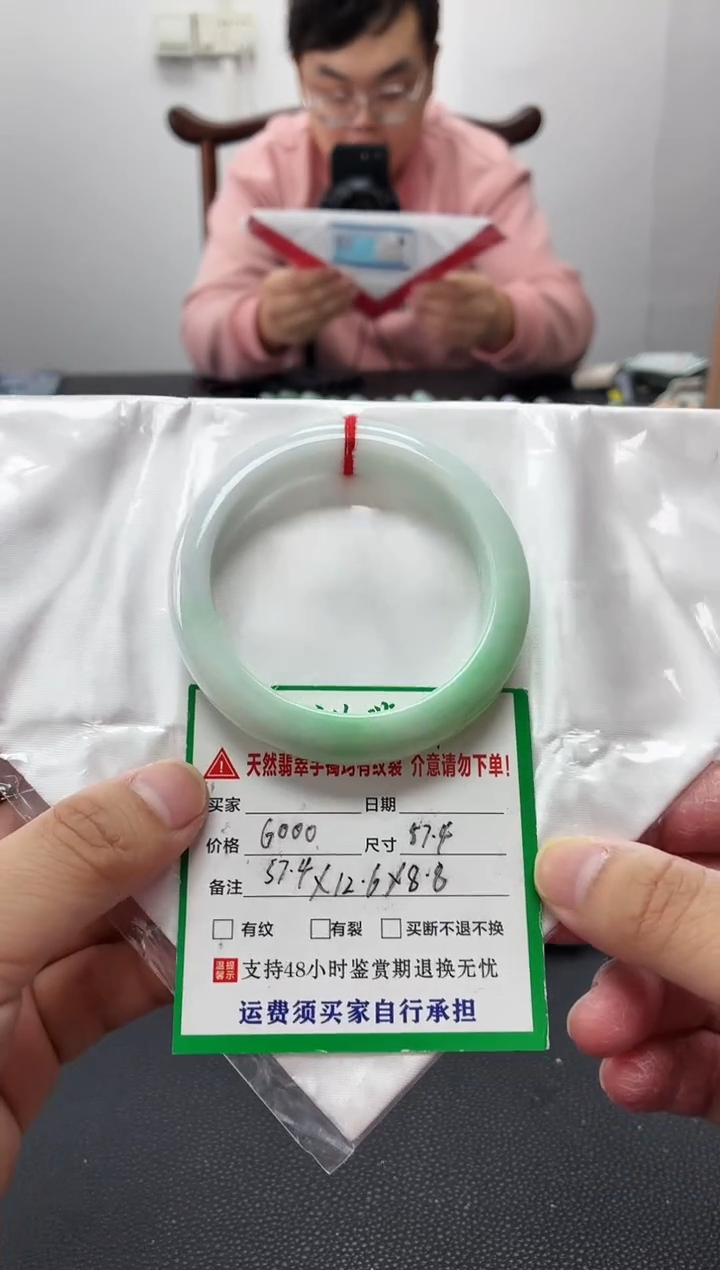 天然翡翠手镯均有纹裂 介意请勿下单!
买家 日期
价格 6000 尺寸 57.4
备注 57.4X12.6X8.8
有纹 有裂 买断不退不换
温馨提示 支持48小时鉴赏期退换无忧
运费须买家自行承担